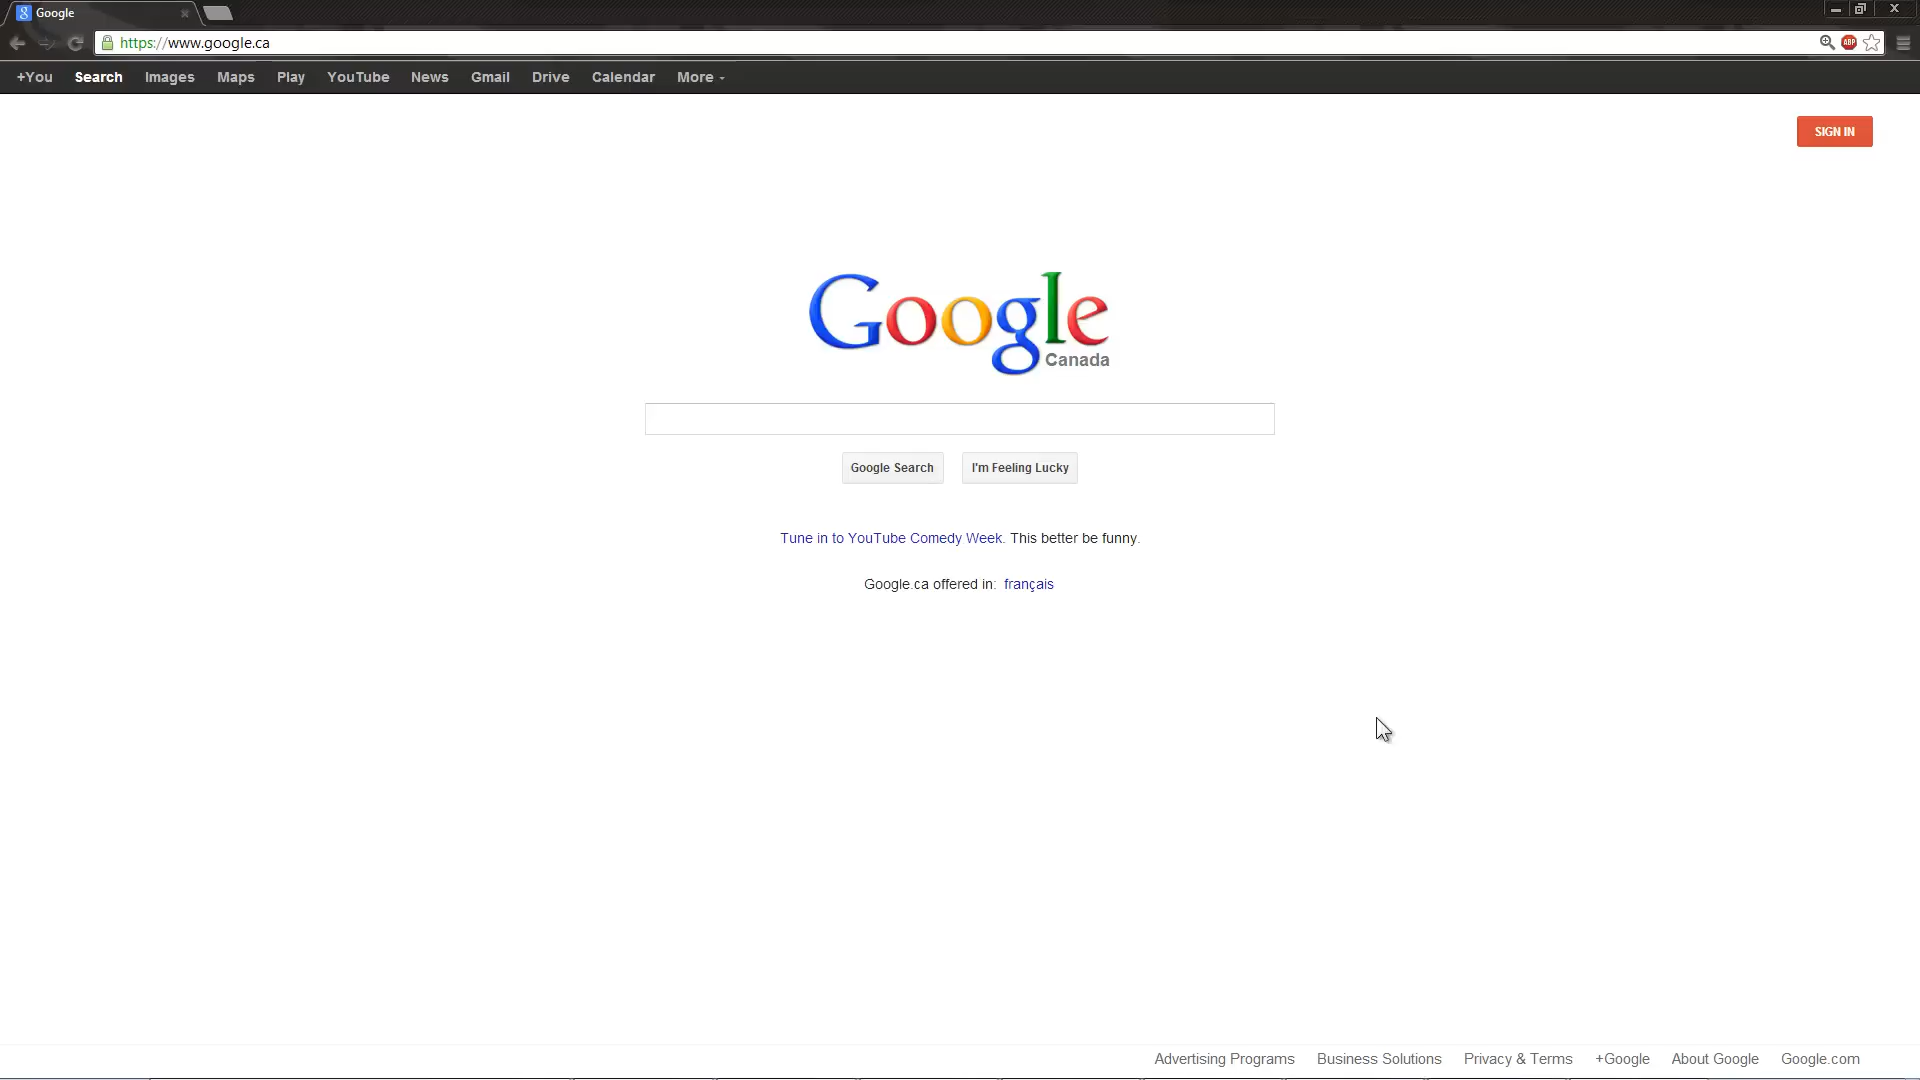 Google
https://www.google.ca
ABP
+You Search Images Maps Play YouTube News Gmail Drive Calendar More
SIGN IN
Google
Canada
Google Search I'm Feeling Lucky
Tune in to YouTube Comedy Week. This better be funny.
Google.ca offered in: français
Advertising Programs Business Solutions Privacy & Terms +Google About Google Google.com